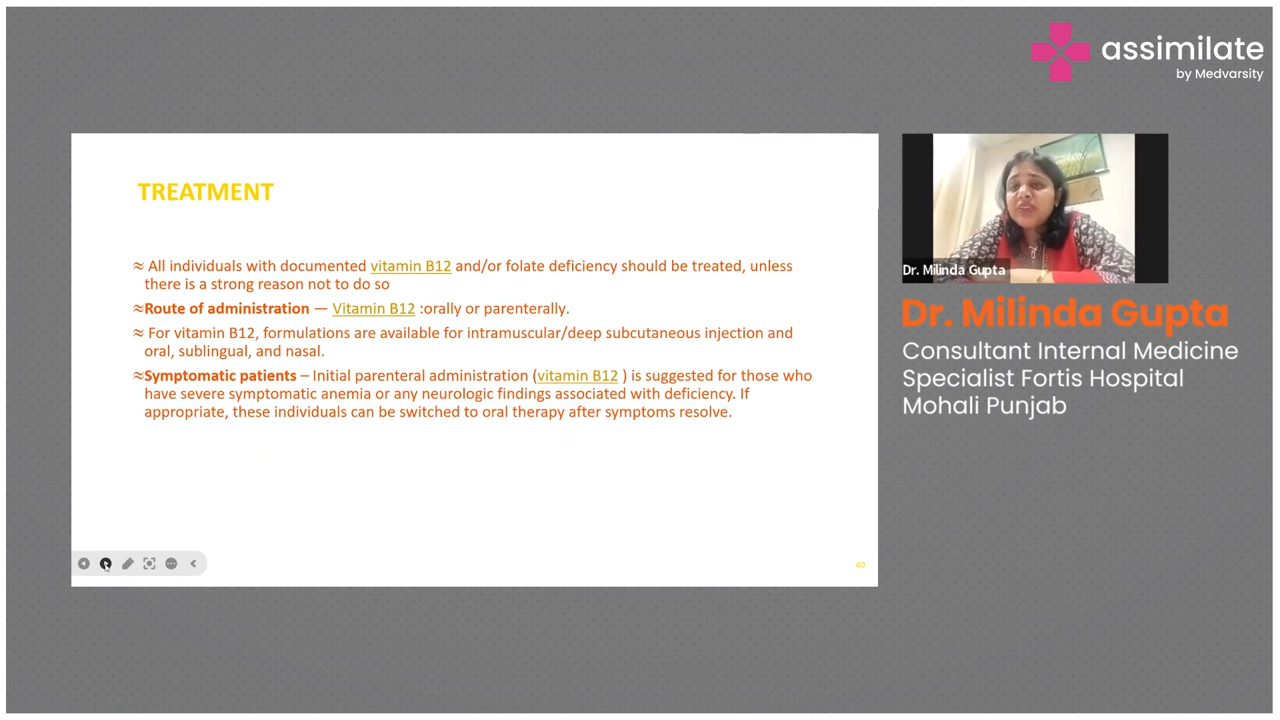 assimilate
by Medvarsity
TREATMENT
≈ All individuals with documented vitamin B12 and/or folate deficiency should be treated, unless
there is a strong reason not to do so
≈Route of administration — Vitamin B12 :orally or parenterally.
≈ For vitamin B12, formulations are available for intramuscular/deep subcutaneous injection and
oral, sublingual, and nasal.
≈Symptomatic patients – Initial parenteral administration (vitamin B12 ) is suggested for those who
have severe symptomatic anemia or any neurologic findings associated with deficiency. If
appropriate, these individuals can be switched to oral therapy after symptoms resolve.
40
Dr. Milinda Gupta
Dr. Milinda Gupta
Consultant Internal Medicine
Specialist Fortis Hospital
Mohali Punjab